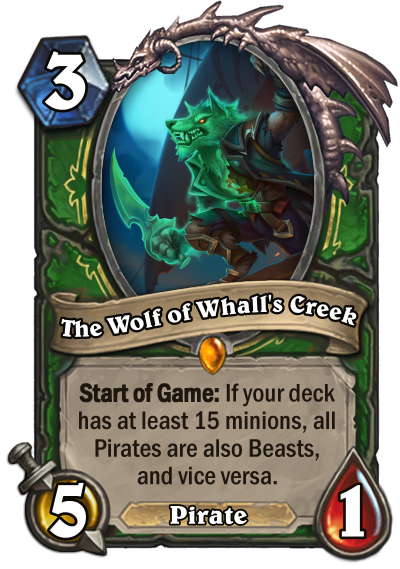 3
The Wolf of Whall's Creek
Start of Game: If your deck
has at least 15 minions, all
Pirates are also Beasts,
and vice versa.
5
Pirate
1